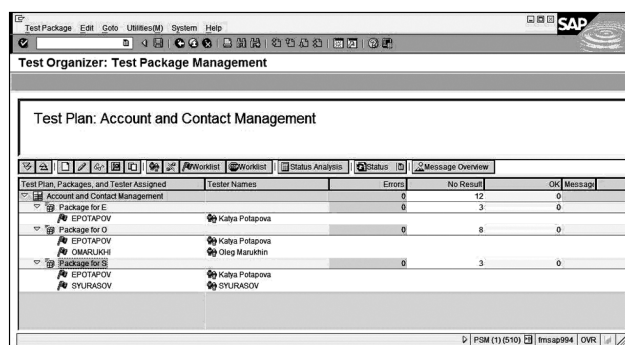 Test Package Edit Goto Utilities(M) System Help
SAP
Test Organizer: Test Package Management
Test Plan: Account and Contact Management
Worklist Worklist Status Analysis Status Message Overview
Test Plan, Packages, and Tester Assigned Tester Names Errors No Result OK Messag
Account and Contact Management 0 12 0
Package for E 0 3 0
EPOTAPOV Katya Potapova
Package for O 0 8 0
EPOTAPOV Katya Potapova
OMARUKHI Oleg Marukhin
Package for S 0 3 0
EPOTAPOV Katya Potapova
SYURASOV SYURASOV
PSM (1) (510) fmsap994 OVR